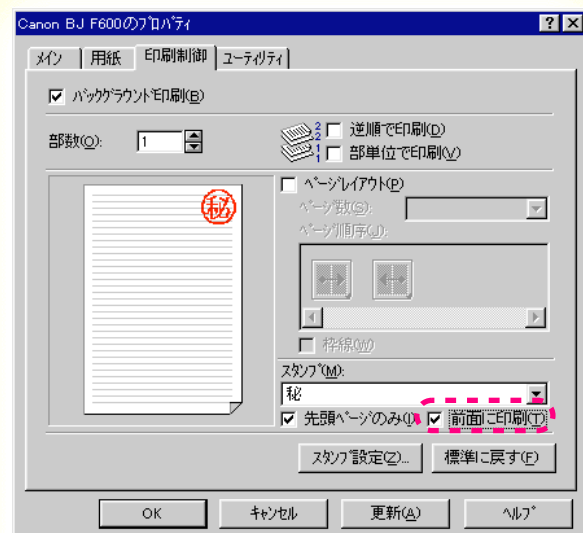 Canon BJ F600のプロパティ
メイン 用紙 印刷制御 ユーティリティ
バックグラウンド印刷(B)
部数(O): 1
逆順で印刷(D)
部単位で印刷(V)
2 2 1 1
秘
ページレイアウト(P)
ページ数(S):
ページ順序(J):
枠線(W)
スタンプ(M):
秘
先頭ページのみ(I) 前面に印刷(T)
スタンプ設定(Z)... 標準に戻す(F)
OK キャンセル 更新(A) ヘルプ